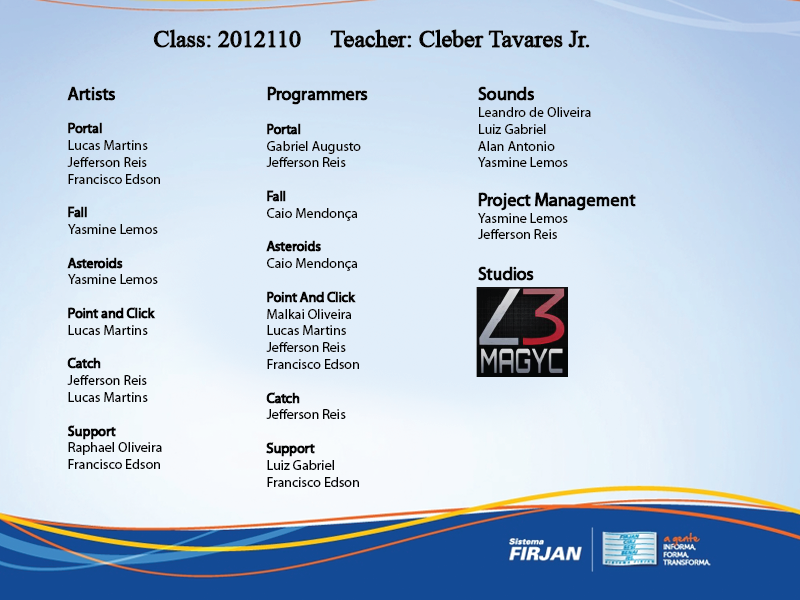 Class: 2012110 Teacher: Cleber Tavares Jr.
Artists
Portal
Lucas Martins
Jefferson Reis
Francisco Edson
Fall
Yasmine Lemos
Asteroids
Yasmine Lemos
Point and Click
Lucas Martins
Catch
Jefferson Reis
Lucas Martins
Support
Raphael Oliveira
Francisco Edson
Programmers
Portal
Gabriel Augusto
Jefferson Reis
Fall
Caio Mendonça
Asteroids
Caio Mendonça
Point And Click
Malkai Oliveira
Lucas Martins
Jefferson Reis
Francisco Edson
Catch
Jefferson Reis
Support
Luiz Gabriel
Francisco Edson
Sounds
Leandro de Oliveira
Luiz Gabriel
Alan Antonio
Yasmine Lemos
Project Management
Yasmine Lemos
Jefferson Reis
Studios
L3
MAGYC
Sistema
FIRJAN
FIRJAN
CIRJ
SESI
SENAI
IEL
SISTEMA FIRJAN
a gente
INFORMA.
FORMA.
TRANSFORMA.